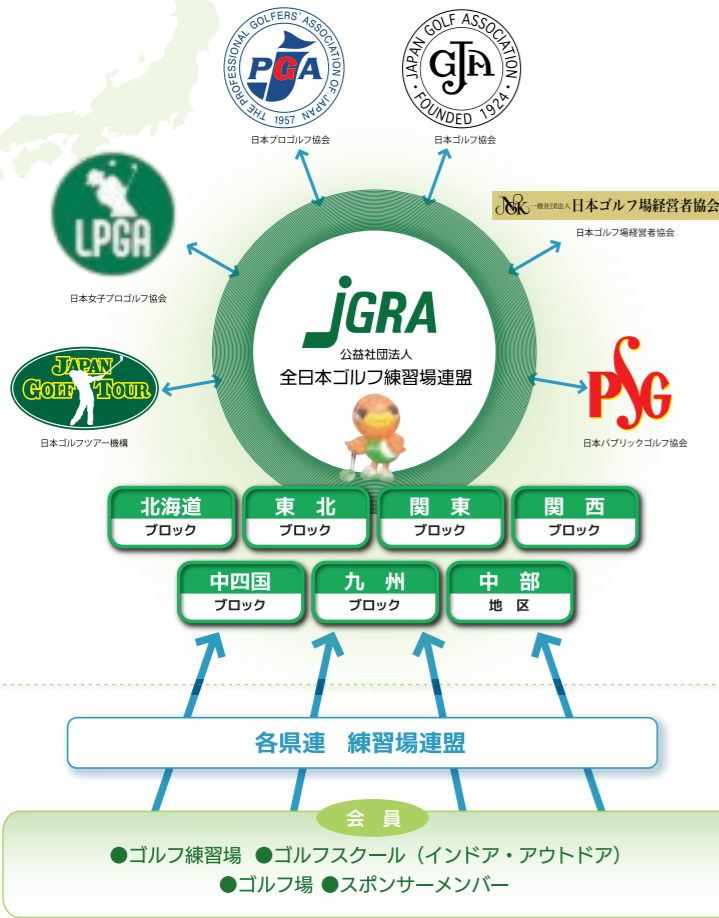 THE PROFESSIONAL GOLFERS' ASSOCIATION OF JAPAN
PGA
1957
日本プロゴルフ協会
JAPAN GOLF ASSOCIATION
JGA
FOUNDED 1924
日本ゴルフ協会
LPGA
日本女子プロゴルフ協会
NGK 一般社団法人 日本ゴルフ場経営者協会
日本ゴルフ場経営者協会
jGRA
公益社団法人
全日本ゴルフ練習場連盟
JAPAN
GOLF TOUR
日本ゴルフツアー機構
PSG
日本パブリックゴルフ協会
北海道
ブロック
東 北
ブロック
関 東
ブロック
関 西
ブロック
中四国
ブロック
九 州
ブロック
中 部
地 区
各県連 練習場連盟
会 員
●ゴルフ練習場 ●ゴルフスクール（インドア・アウトドア）
●ゴルフ場 ●スポンサーメンバー